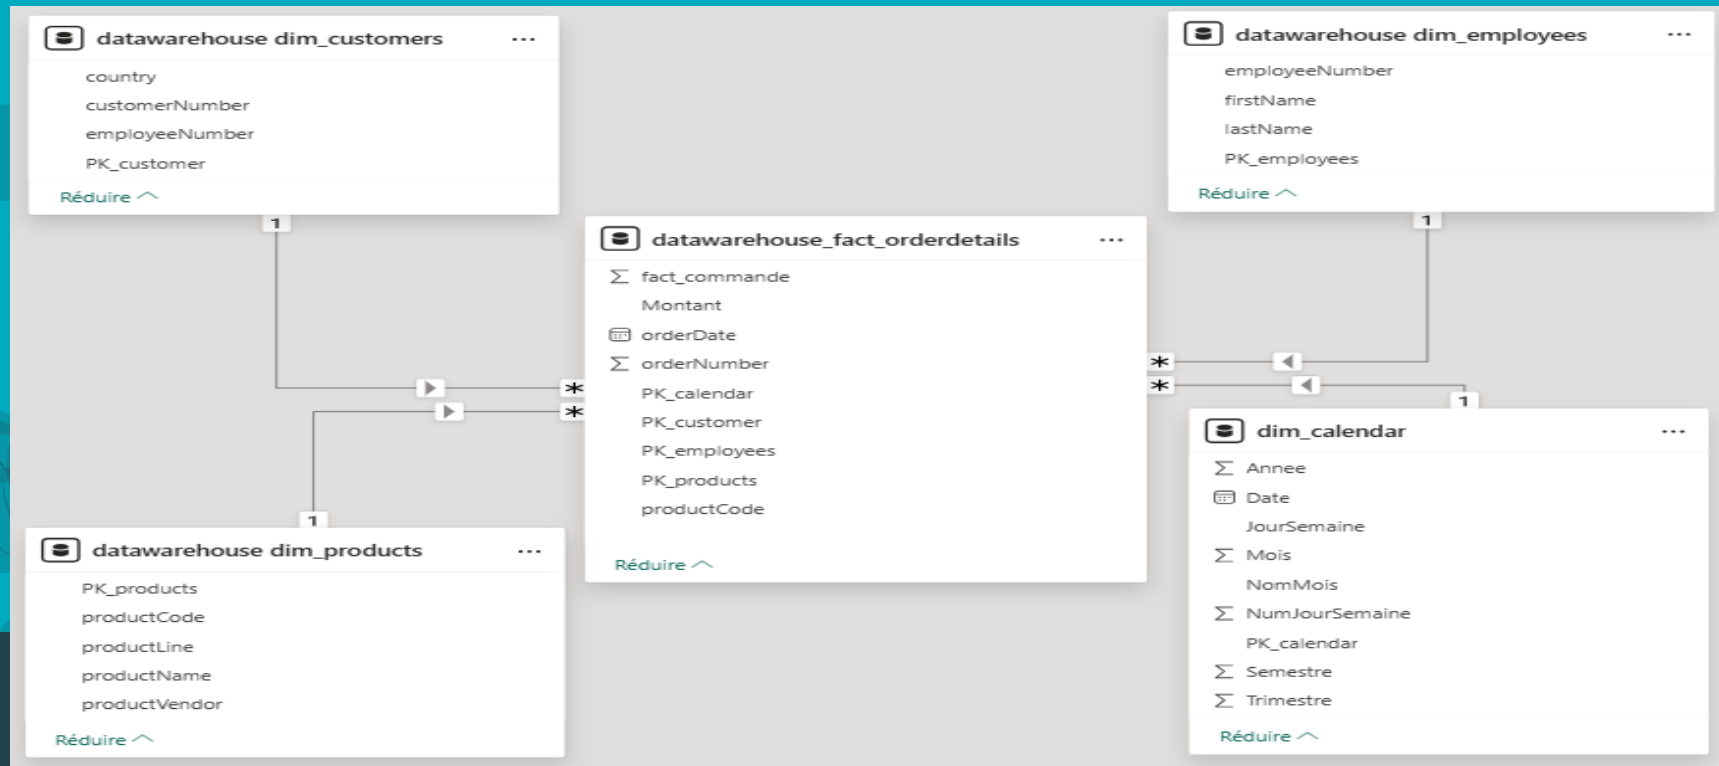 datawarehouse dim_customers ...
country
customerNumber
employeeNumber
PK_customer
Réduire
1
datawarehouse dim_employees ...
employeeNumber
firstName
lastName
PK_employees
Réduire
1
datawarehouse_fact_orderdetails ...
Σ fact_commande
Montant
orderDate
Σ orderNumber
PK_calendar
PK_customer
PK_employees
PK_products
productCode
Réduire
*
*
*
*
1
datawarehouse dim_products ...
PK_products
productCode
productLine
productName
productVendor
Réduire
1
dim_calendar ...
Σ Annee
Date
JourSemaine
Σ Mois
NomMois
Σ NumJourSemaine
PK_calendar
Σ Semestre
Σ Trimestre
Réduire